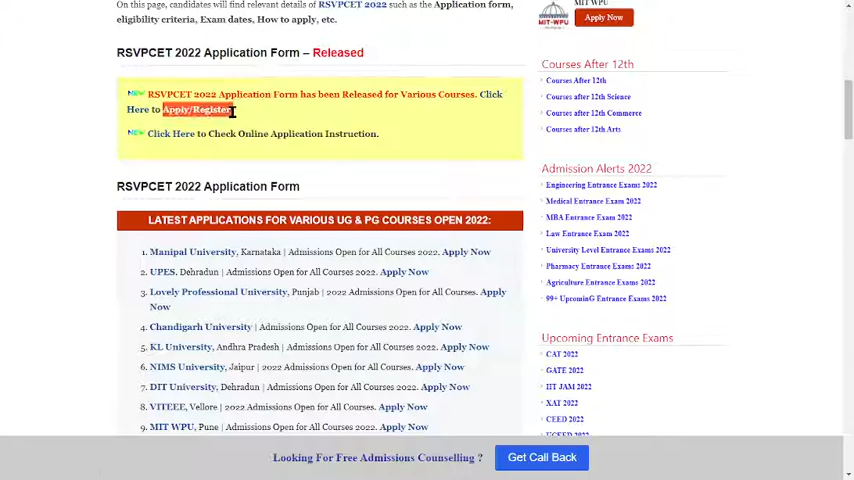 On this page, candidates will find relevant details of RSVPCET 2022 such as the Application form,
eligibility criteria, Exam dates, How to apply, etc.
RSVPCET 2022 Application Form – Released
NEW RSVPCET 2022 Application Form has been Released for Various Courses. Click
Here to Apply/Register
NEW Click Here to Check Online Application Instruction.
RSVPCET 2022 Application Form
LATEST APPLICATIONS FOR VARIOUS UG & PG COURSES OPEN 2022:
1. Manipal University, Karnataka | Admissions Open for All Courses 2022. Apply Now
2. UPES. Dehradun | Admissions Open for All Courses 2022. Apply Now
3. Lovely Professional University, Punjab | 2022 Admissions Open for All Courses. Apply
Now
4. Chandigarh University | Admissions Open for All Courses 2022. Apply Now
5. KL University, Andhra Pradesh | Admissions Open for All Courses 2022. Apply Now
6. NIMS University, Jaipur | 2022 Admissions Open for All Courses. Apply Now
7. DIT University, Dehradun | Admissions Open for All Courses 2022. Apply Now
8. VITEEE, Vellore | 2022 Admissions Open for All Courses. Apply Now
9. MIT WPU, Pune | Admissions Open for All Courses 2022. Apply Now
MIT WPU
MIT-WPU
Apply Now
Courses After 12th
Courses After 12th
Courses after 12th Science
Courses after 12th Commerce
Courses after 12th Arts
Admission Alerts 2022
Engineering Entrance Exams 2022
Medical Entrance Exam 2022
MBA Entrance Exam 2022
Law Entrance Exam 2022
University Level Entrance Exams 2022
Pharmacy Entrance Exams 2022
Agriculture Entrance Exams 2022
99+ UpcominG Entrance Exams 2022
Upcoming Entrance Exams
CAT 2022
GATE 2022
IIT JAM 2022
XAT 2022
CEED 2022
UCEED 2022
Looking For Free Admissions Counselling ?
Get Call Back